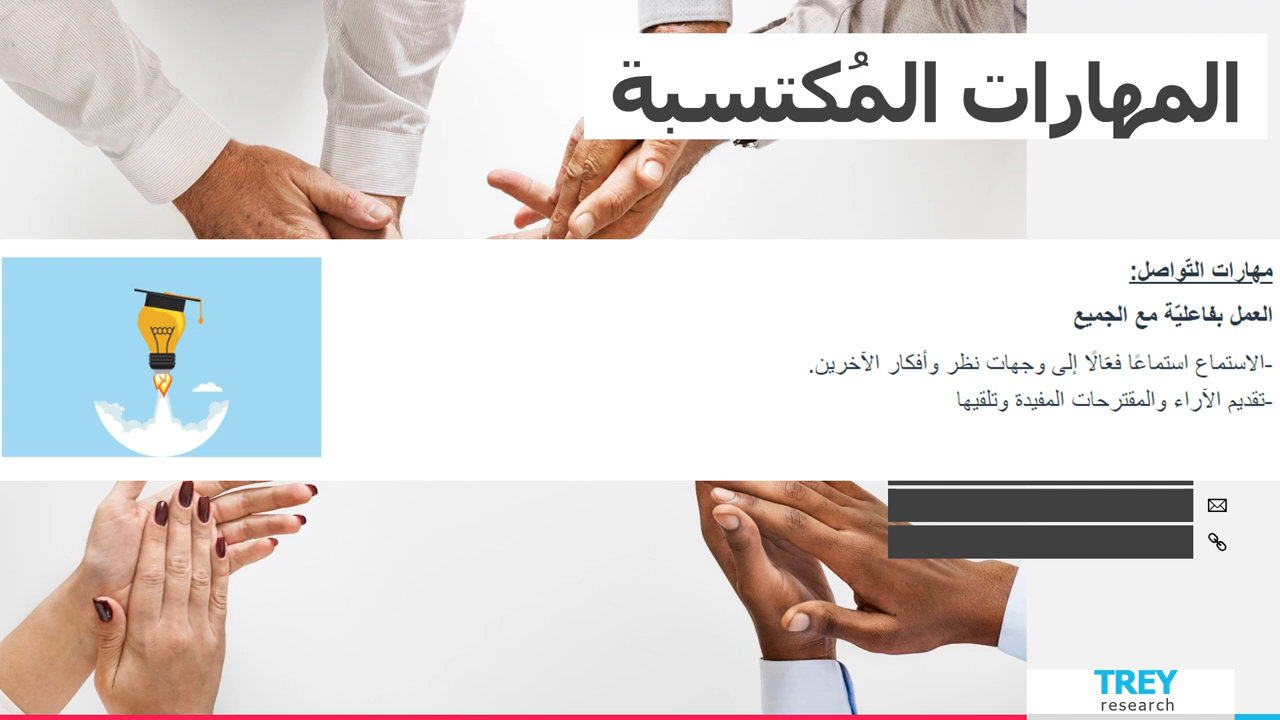 المهارات المُكتسبة
مهارات التّواصل:
العمل بفاعليّة مع الجميع
-الاستماع استماعًا فعّالًا إلى وجهات نظر وأفكار الآخرين.
-تقديم الآراء والمقترحات المفيدة وتلقيها
TREY
research